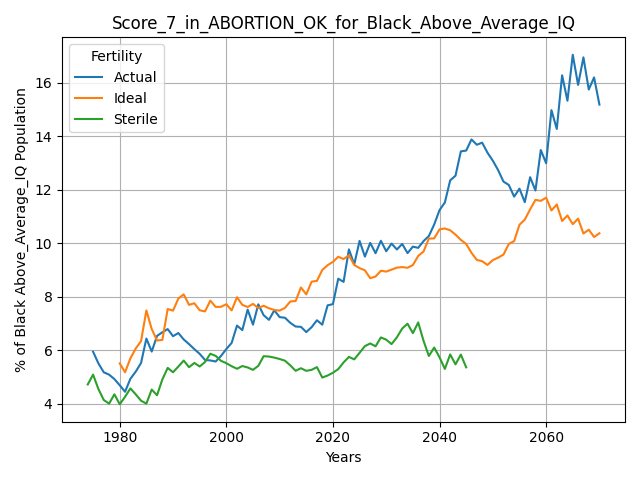 Score_7_in_ABORTION_OK_for_Black_Above_Average_IQ
Fertility
Actual
Ideal
Sterile
% of Black Above_Average_IQ Population
16
14
12
10
8
6
4
1980 2000 2020 2040 2060
Years